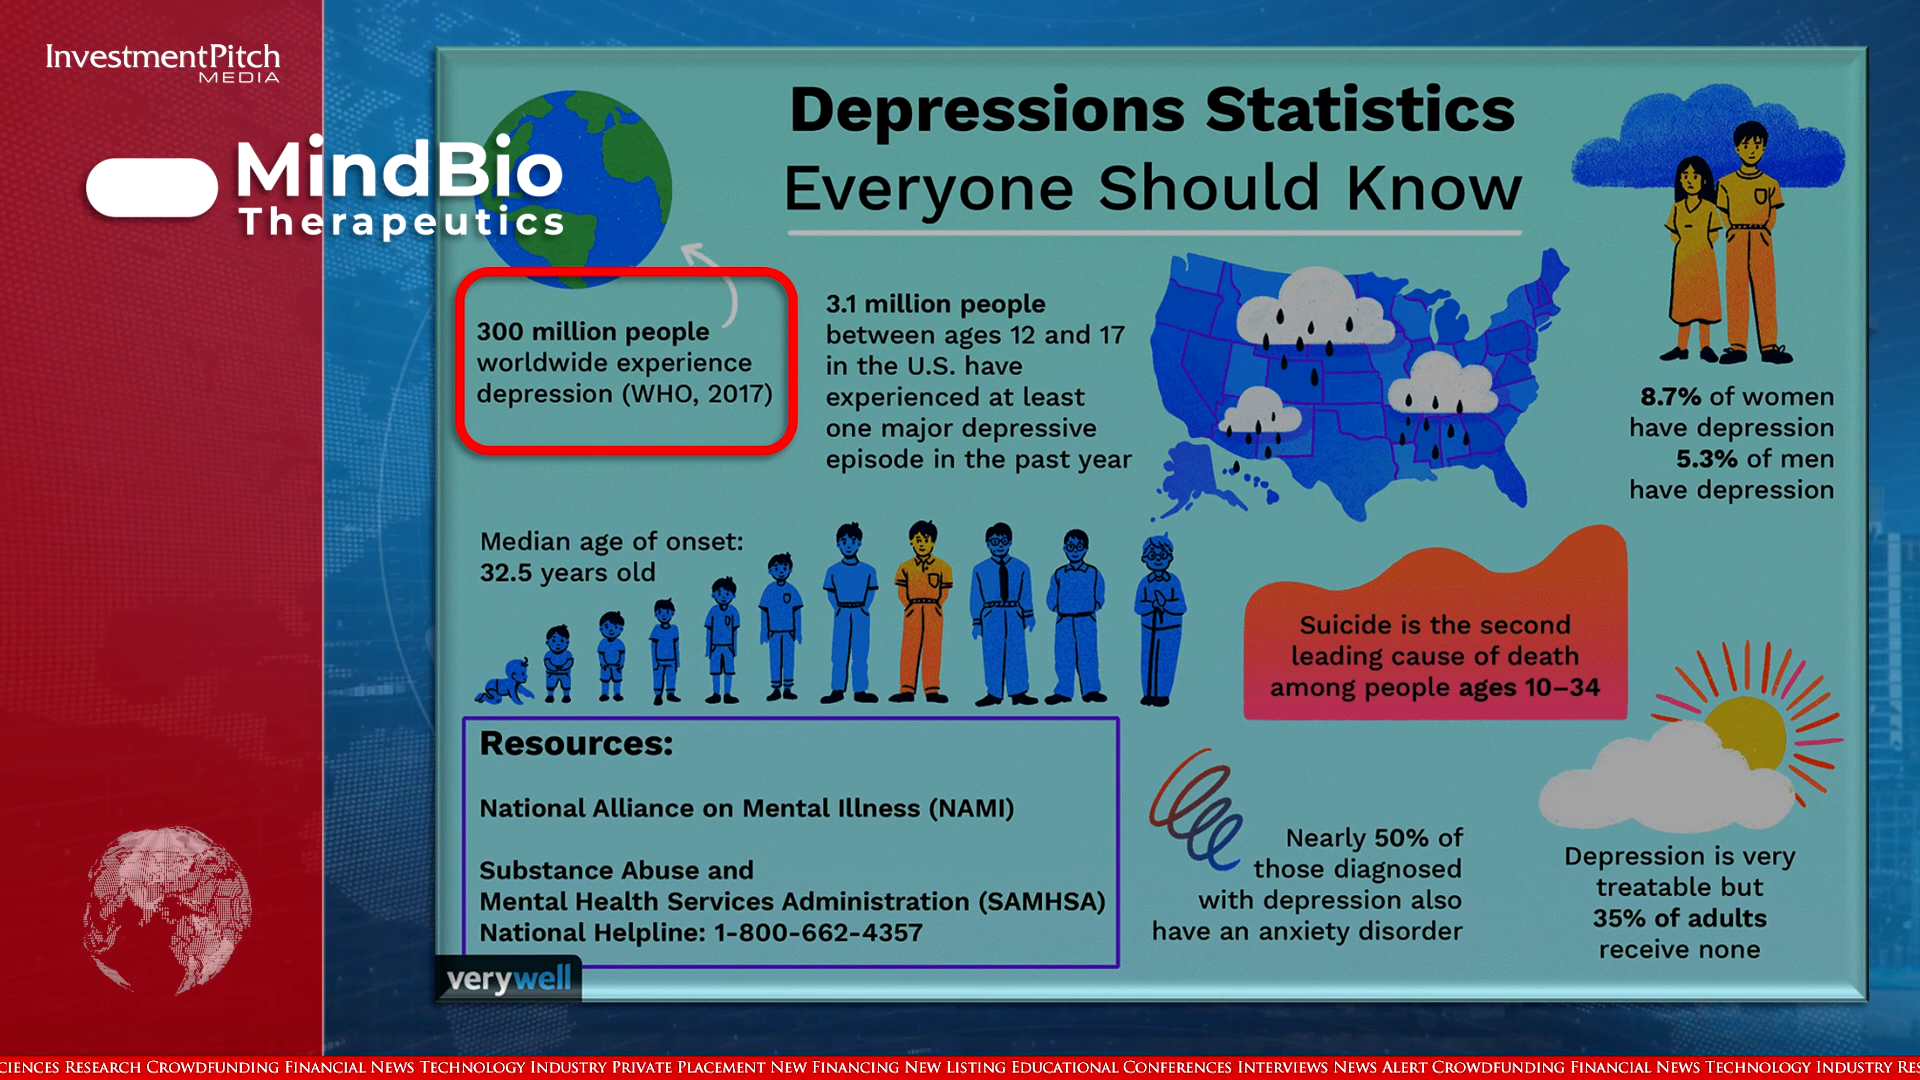 InvestmentPitch
MEDIA
MindBio
Therapeutics
Depressions Statistics
Everyone Should Know
300 million people
worldwide experience
depression (WHO, 2017)
3.1 million people
between ages 12 and 17
in the U.S. have
experienced at least
one major depressive
episode in the past year
8.7% of women
have depression
5.3% of men
have depression
Median age of onset:
32.5 years old
Suicide is the second
leading cause of death
among people ages 10–34
Resources:
National Alliance on Mental Illness (NAMI)
Substance Abuse and
Mental Health Services Administration (SAMHSA)
National Helpline: 1-800-662-4357
Nearly 50% of
those diagnosed
with depression also
have an anxiety disorder
Depression is very
treatable but
35% of adults
receive none
verywell
CIENCES RESEARCH CROWDFUNDING FINANCIAL NEWS TECHNOLOGY INDUSTRY PRIVATE PLACEMENT NEW FINANCING NEW LISTING EDUCATIONAL CONFERENCES INTERVIEWS NEWS ALERT CROWDFUNDING FINANCIAL NEWS TECHNOLOGY INDUSTRY RES